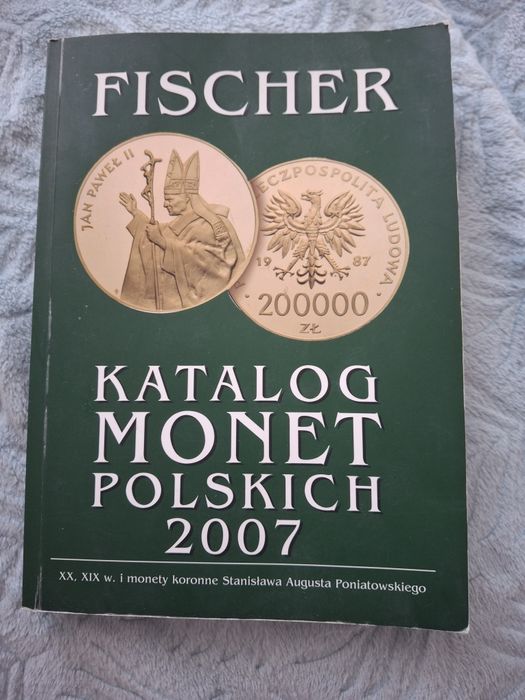 FISCHER
JAN PAWEŁ II
RZECZPOSPOLITA LUDOWA
19 87
200000
ZŁ
KATALOG
MONET
POLSKICH
2007
XX, XIX w. i monety koronne Stanisława Augusta Poniatowskiego